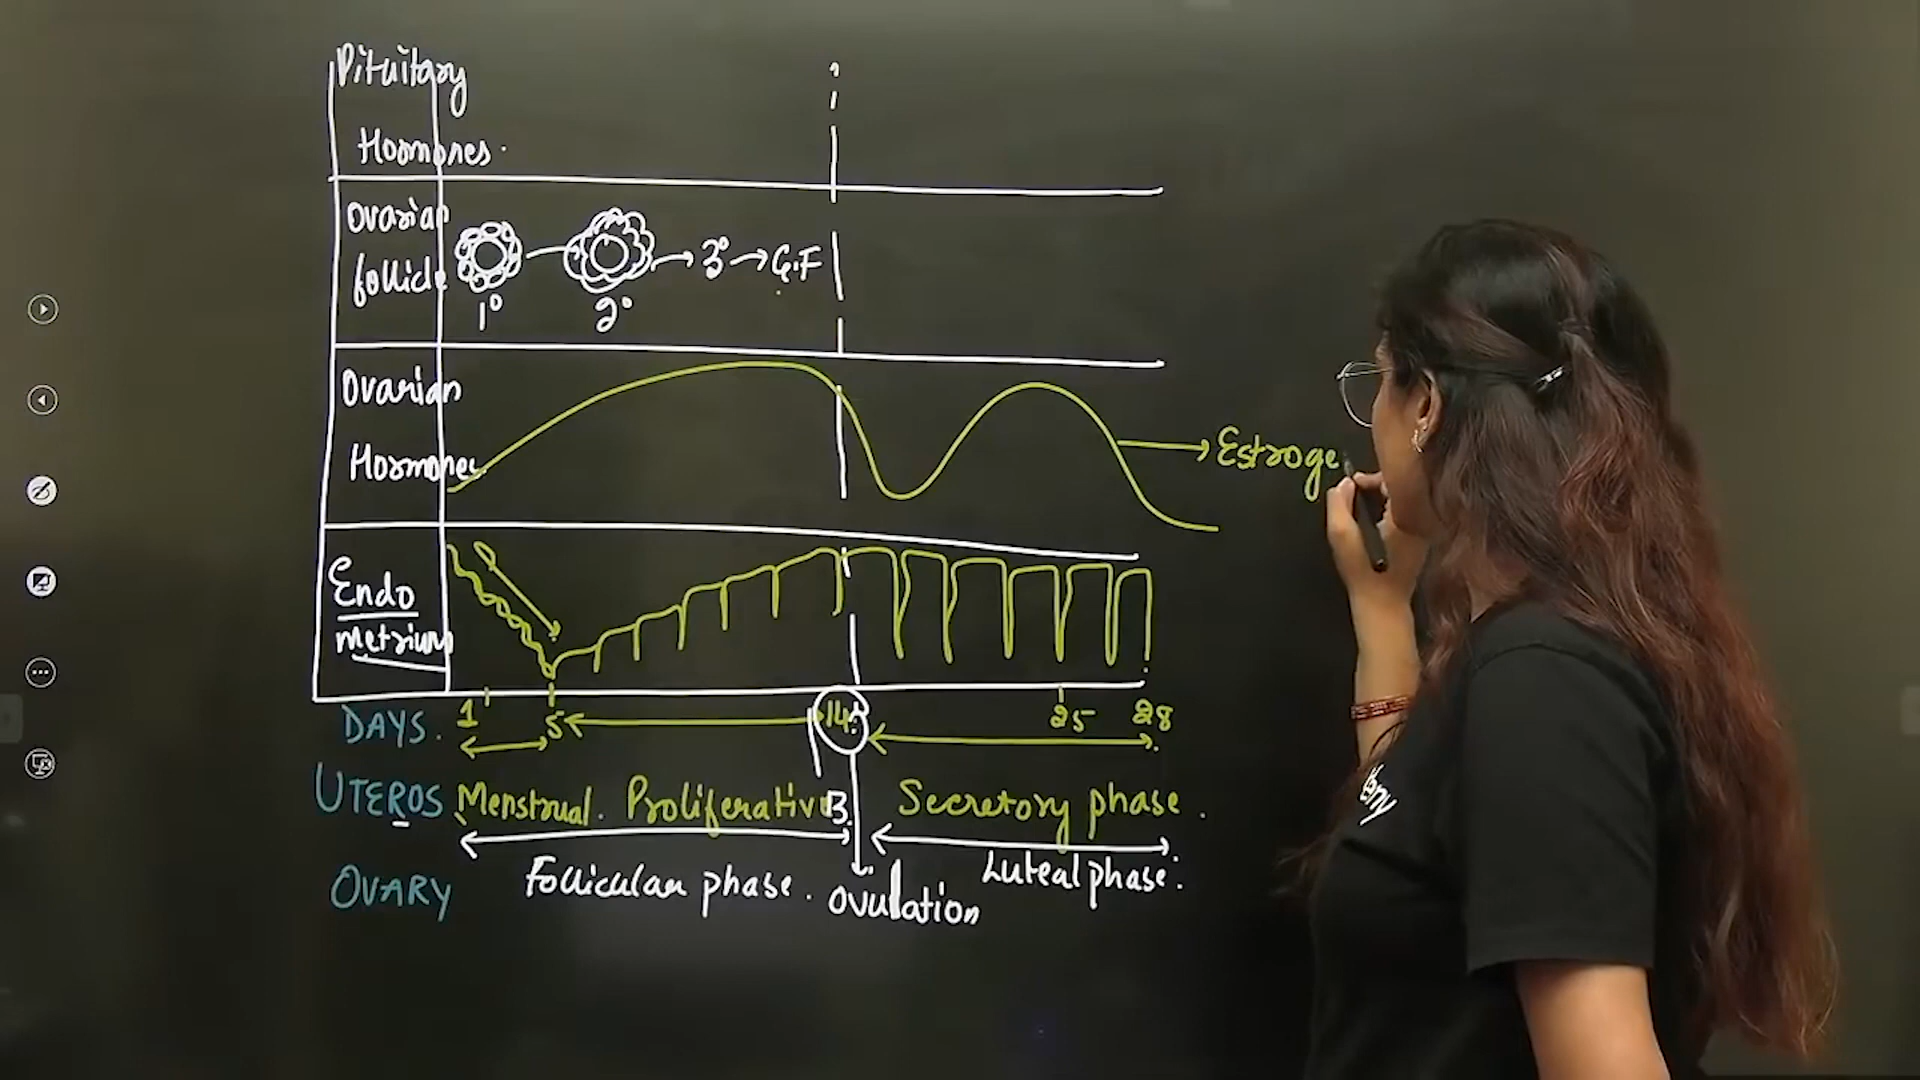 Pituitary
Hormones.
Ovarian
follicle
1° 2° 3° G.F
Ovarian
Hormones
Estroge
Endo
metrium
DAYS. 1 5 14 25 28
UTEROS Menstrual. Proliferative Secretory phase.
OVARY Follicular phase. Ovulation Luteal phase.